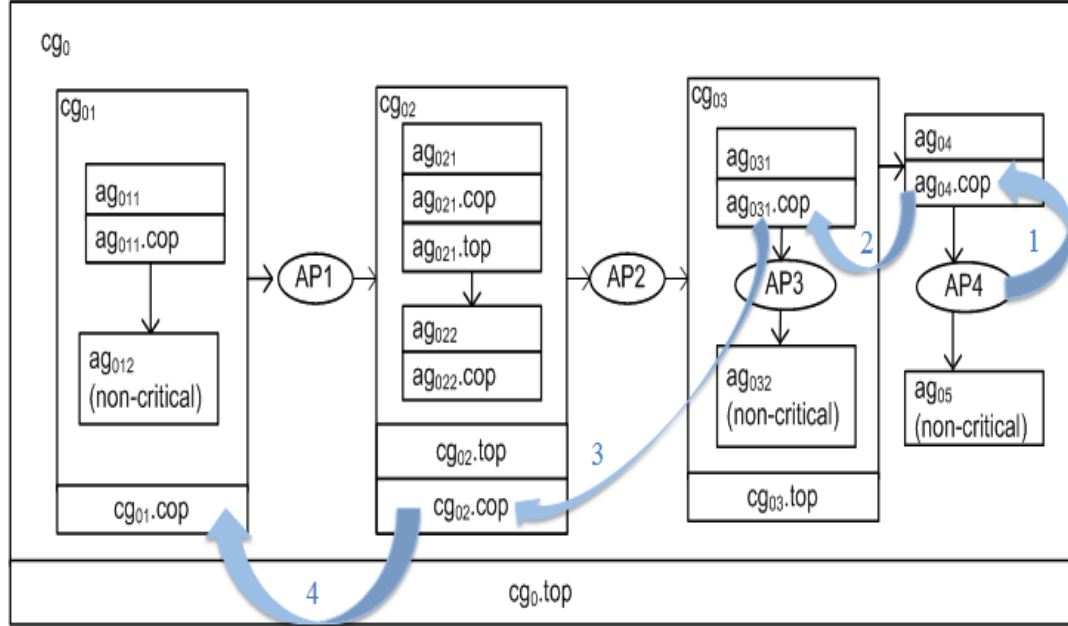 cg₀
cg₀₁
ag₀₁₁
ag₀₁₁.cop
ag₀₁₂
(non-critical)
cg₀₁.cop
AP1
cg₀₂
ag₀₂₁
ag₀₂₁.cop
ag₀₂₁.top
ag₀₂₂
ag₀₂₂.cop
cg₀₂.top
cg₀₂.cop
AP2
cg₀₃
ag₀₃₁
ag₀₃₁.cop
AP3
ag₀₃₂
(non-critical)
cg₀₃.top
ag₀₄
ag₀₄.cop
AP4
ag₀₅
(non-critical)
1
2
3
4
cg₀.top